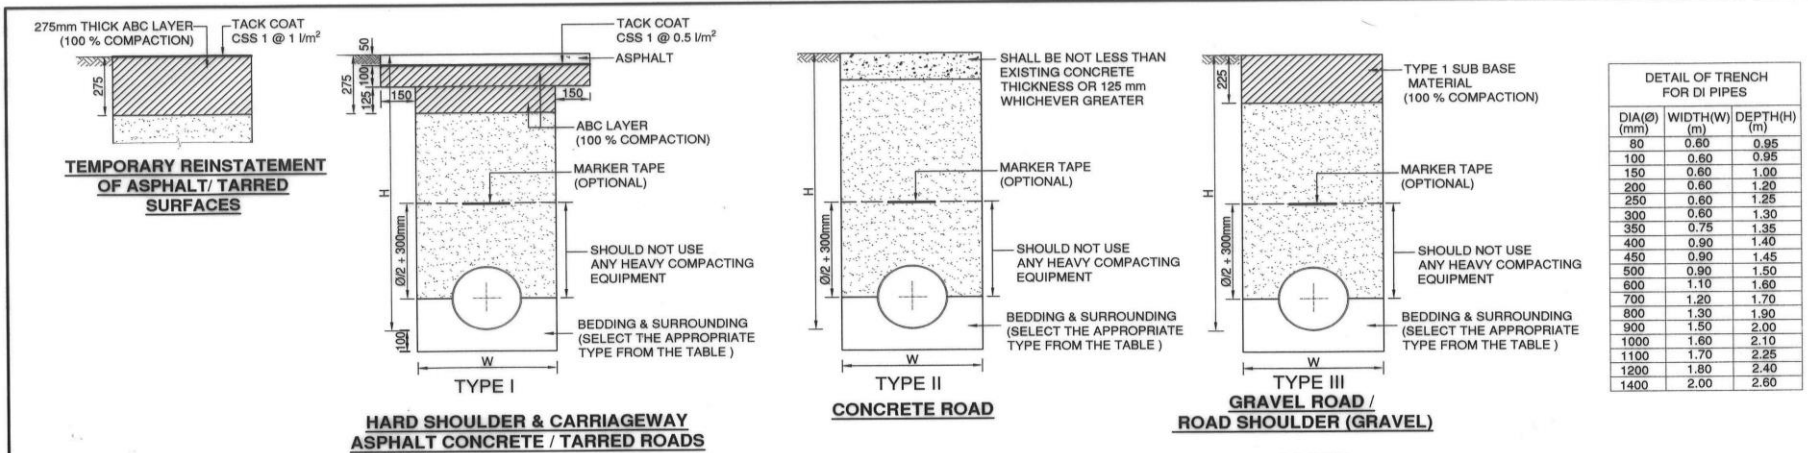 275mm THICK ABC LAYER
(100 % COMPACTION)
TACK COAT
CSS 1 @ 1 l/m²
275
TEMPORARY REINSTATEMENT
OF ASPHALT/ TARRED
SURFACES
TACK COAT
CSS 1 @ 0.5 l/m²
ASPHALT
50
275
100
125
150
150
ABC LAYER
(100 % COMPACTION)
MARKER TAPE
(OPTIONAL)
H
Ø/2 + 300mm
SHOULD NOT USE
ANY HEAVY COMPACTING
EQUIPMENT
100
BEDDING & SURROUNDING
(SELECT THE APPROPRIATE
TYPE FROM THE TABLE )
W
TYPE I
HARD SHOULDER & CARRIAGEWAY
ASPHALT CONCRETE / TARRED ROADS
SHALL BE NOT LESS THAN
EXISTING CONCRETE
THICKNESS OR 125 mm
WHICHEVER GREATER
MARKER TAPE
(OPTIONAL)
H
Ø/2 + 300mm
SHOULD NOT USE
ANY HEAVY COMPACTING
EQUIPMENT
BEDDING & SURROUNDING
(SELECT THE APPROPRIATE
TYPE FROM THE TABLE )
W
TYPE II
CONCRETE ROAD
225
TYPE 1 SUB BASE
MATERIAL
(100 % COMPACTION)
MARKER TAPE
(OPTIONAL)
H
Ø/2 + 300mm
SHOULD NOT USE
ANY HEAVY COMPACTING
EQUIPMENT
BEDDING & SURROUNDING
(SELECT THE APPROPRIATE
TYPE FROM THE TABLE )
W
TYPE III
GRAVEL ROAD /
ROAD SHOULDER (GRAVEL)
DETAIL OF TRENCH
FOR DI PIPES
DIA(Ø) WIDTH(W) DEPTH(H)
(mm) (m) (m)
80 0.60 0.95
100 0.60 0.95
150 0.60 1.00
200 0.60 1.20
250 0.60 1.25
300 0.60 1.30
350 0.75 1.35
400 0.90 1.40
450 0.90 1.45
500 0.90 1.50
600 1.10 1.60
700 1.20 1.70
800 1.30 1.90
900 1.50 2.00
1000 1.60 2.10
1100 1.70 2.25
1200 1.80 2.40
1400 2.00 2.60